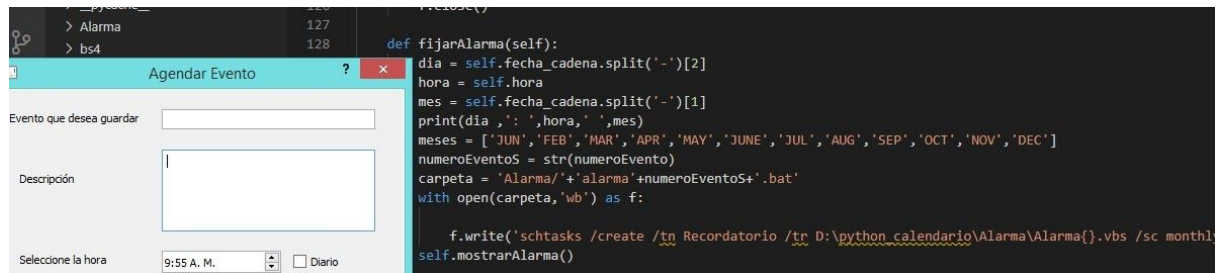 > __pycache__
126
f.close()
> Alarma
127
> bs4
128
def fijarAlarma(self):
dia = self.fecha_cadena.split('-')[2]
hora = self.hora
mes = self.fecha_cadena.split('-')[1]
print(dia ,': ',hora,' ',mes)
meses = ['JUN','FEB','MAR','APR','MAY','JUNE','JUL','AUG','SEP','OCT','NOV','DEC']
numeroEventoS = str(numeroEvento)
carpeta = 'Alarma/'+'alarma'+numeroEventoS+'.bat'
with open(carpeta,'wb') as f:
f.write('schtasks /create /tn Recordatorio /tr D:\python_calendario\Alarma\Alarma{}.vbs /sc monthly
self.mostrarAlarma()
Agendar Evento
?
×
Evento que desea guardar
Descripción
Seleccione la hora
9:55 A. M.
Diario